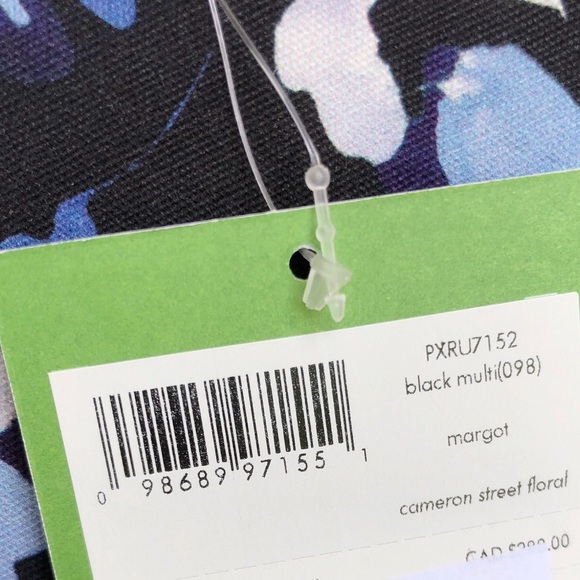 PXRU7152
black multi(098)
margot
cameron street floral
CAD
0 98689 97155 1